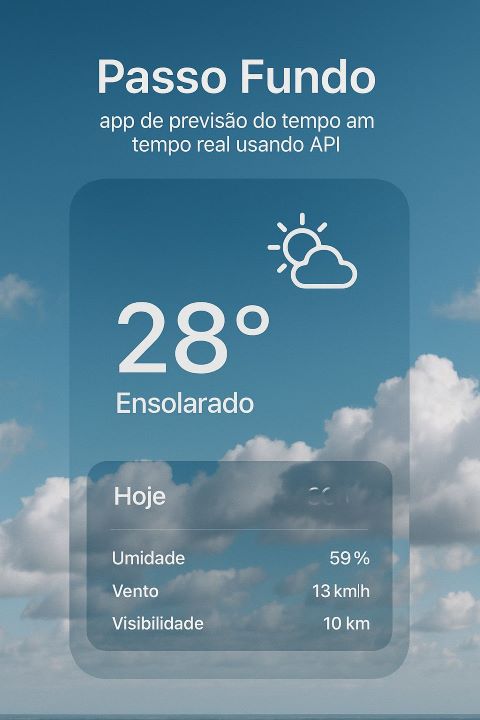 Passo Fundo
app de previsão do tempo am
tempo real usando API
28°
Ensolarado
Hoje
Umidade 59%
Vento 13 km|h
Visibilidade 10 km